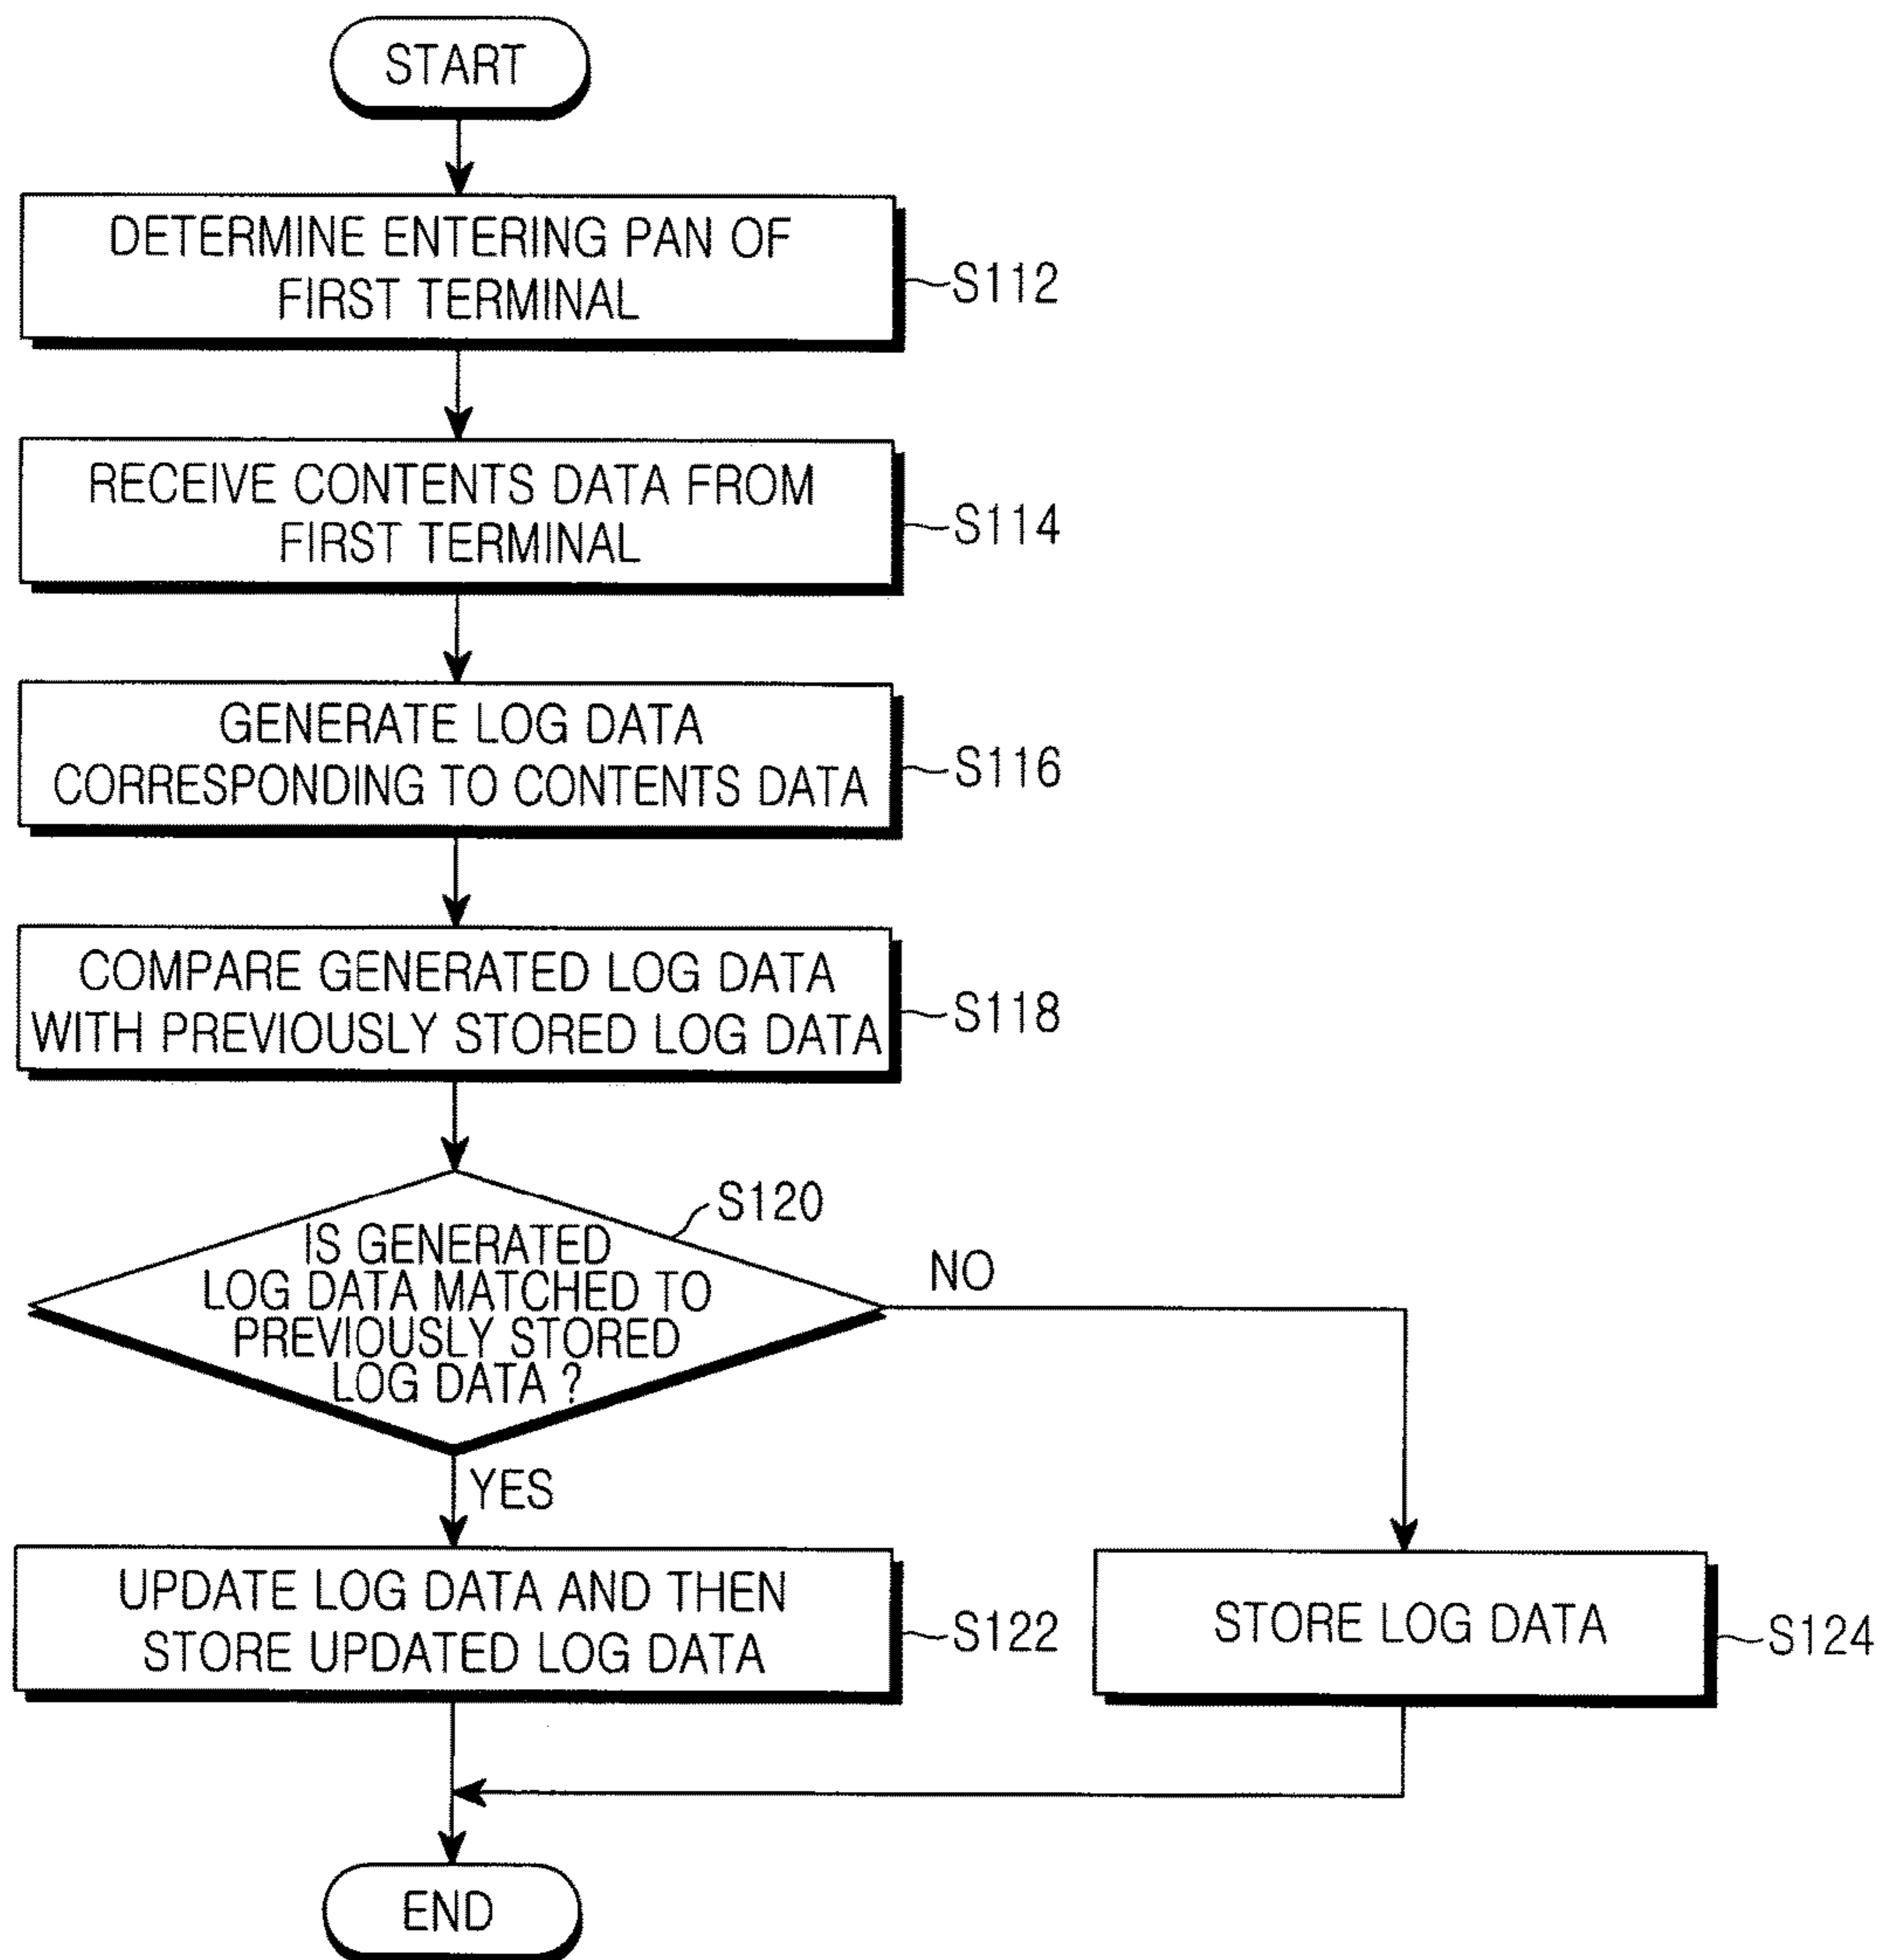 START
DETERMINE ENTERING PAN OF
FIRST TERMINAL
S112
RECEIVE CONTENTS DATA FROM
FIRST TERMINAL
S114
GENERATE LOG DATA
CORRESPONDING TO CONTENTS DATA
S116
COMPARE GENERATED LOG DATA
WITH PREVIOUSLY STORED LOG DATA
S118
S120
IS GENERATED
LOG DATA MATCHED TO
PREVIOUSLY STORED
LOG DATA ?
NO
YES
UPDATE LOG DATA AND THEN
STORE UPDATED LOG DATA
S122
STORE LOG DATA
S124
END